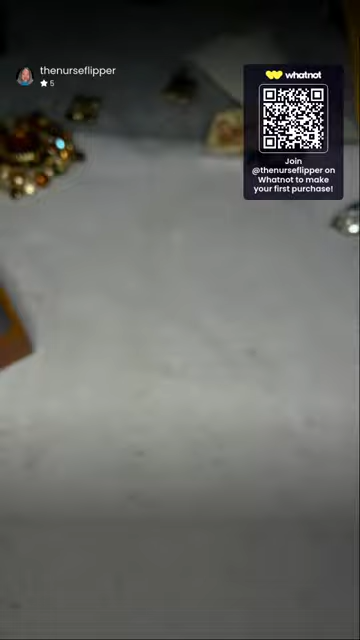 thenurseflipper
★ 5
whatnot
Join
@thenurseflipper on
Whatnot to make
your first purchase!